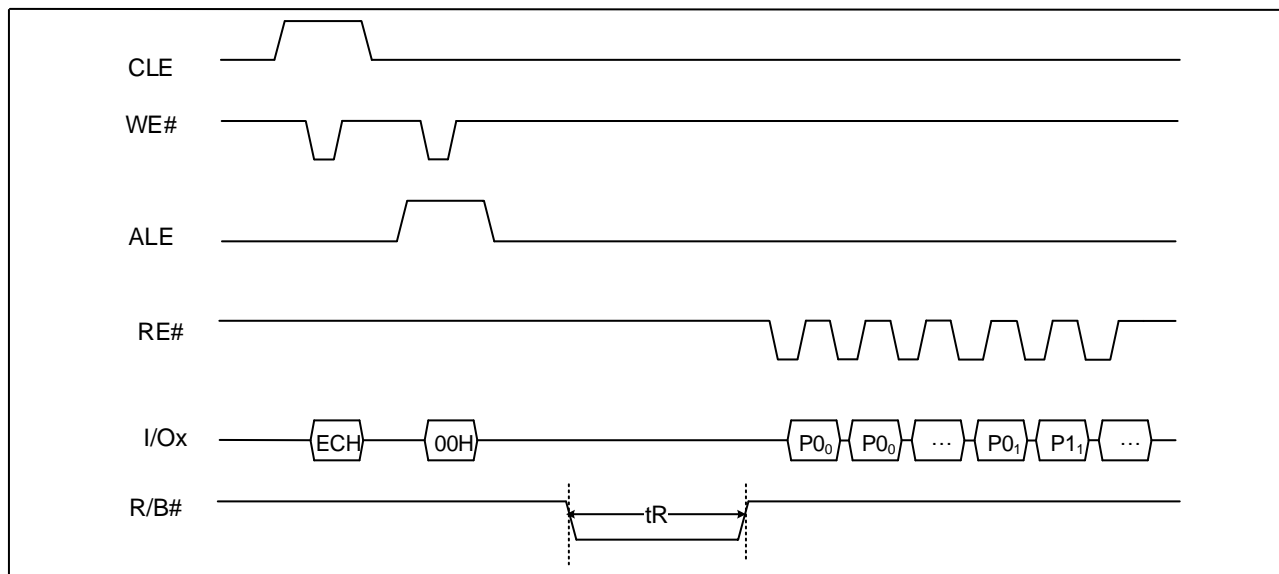 CLE
WE#
ALE
RE#
I/Ox ECH 00H P0₀ P0₀ ... P0₁ P1₁ ...
R/B# tR